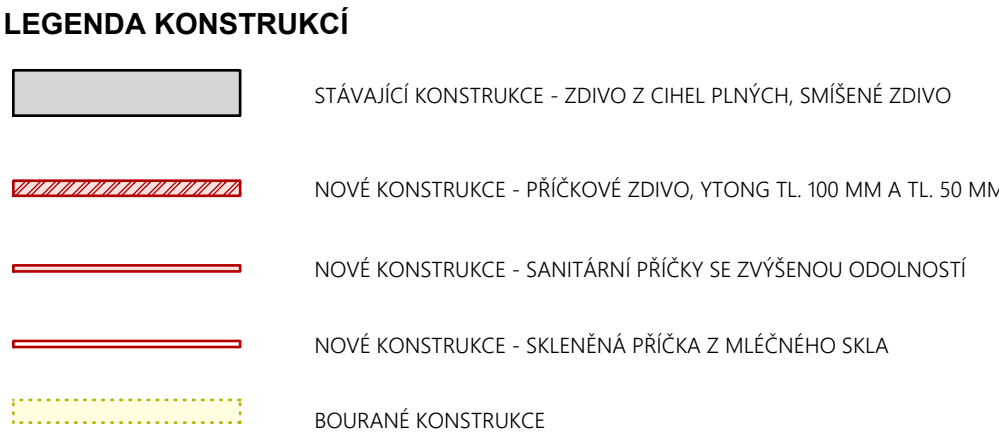 LEGENDA KONSTRUKCÍ
STÁVAJÍCÍ KONSTRUKCE - ZDIVO Z CIHEL PLNÝCH, SMÍŠENÉ ZDIVO
NOVÉ KONSTRUKCE - PŘÍČKOVÉ ZDIVO, YTONG TL. 100 MM A TL. 50 MM
NOVÉ KONSTRUKCE - SANITÁRNÍ PŘÍČKY SE ZVÝŠENOU ODOLNOSTÍ
NOVÉ KONSTRUKCE - SKLENĚNÁ PŘÍČKA Z MLÉČNÉHO SKLA
BOURANÉ KONSTRUKCE